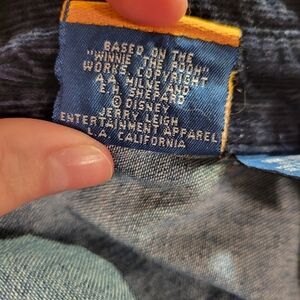 BASED ON THE
"WINNIE THE POOH"
WORKS, COPYRIGHT
A.A. MILNE AND
E.H. SHEPARD
© DISNEY
JERRY LEIGH
ENTERTAINMENT APPAREL
L.A. CALIFORNIA